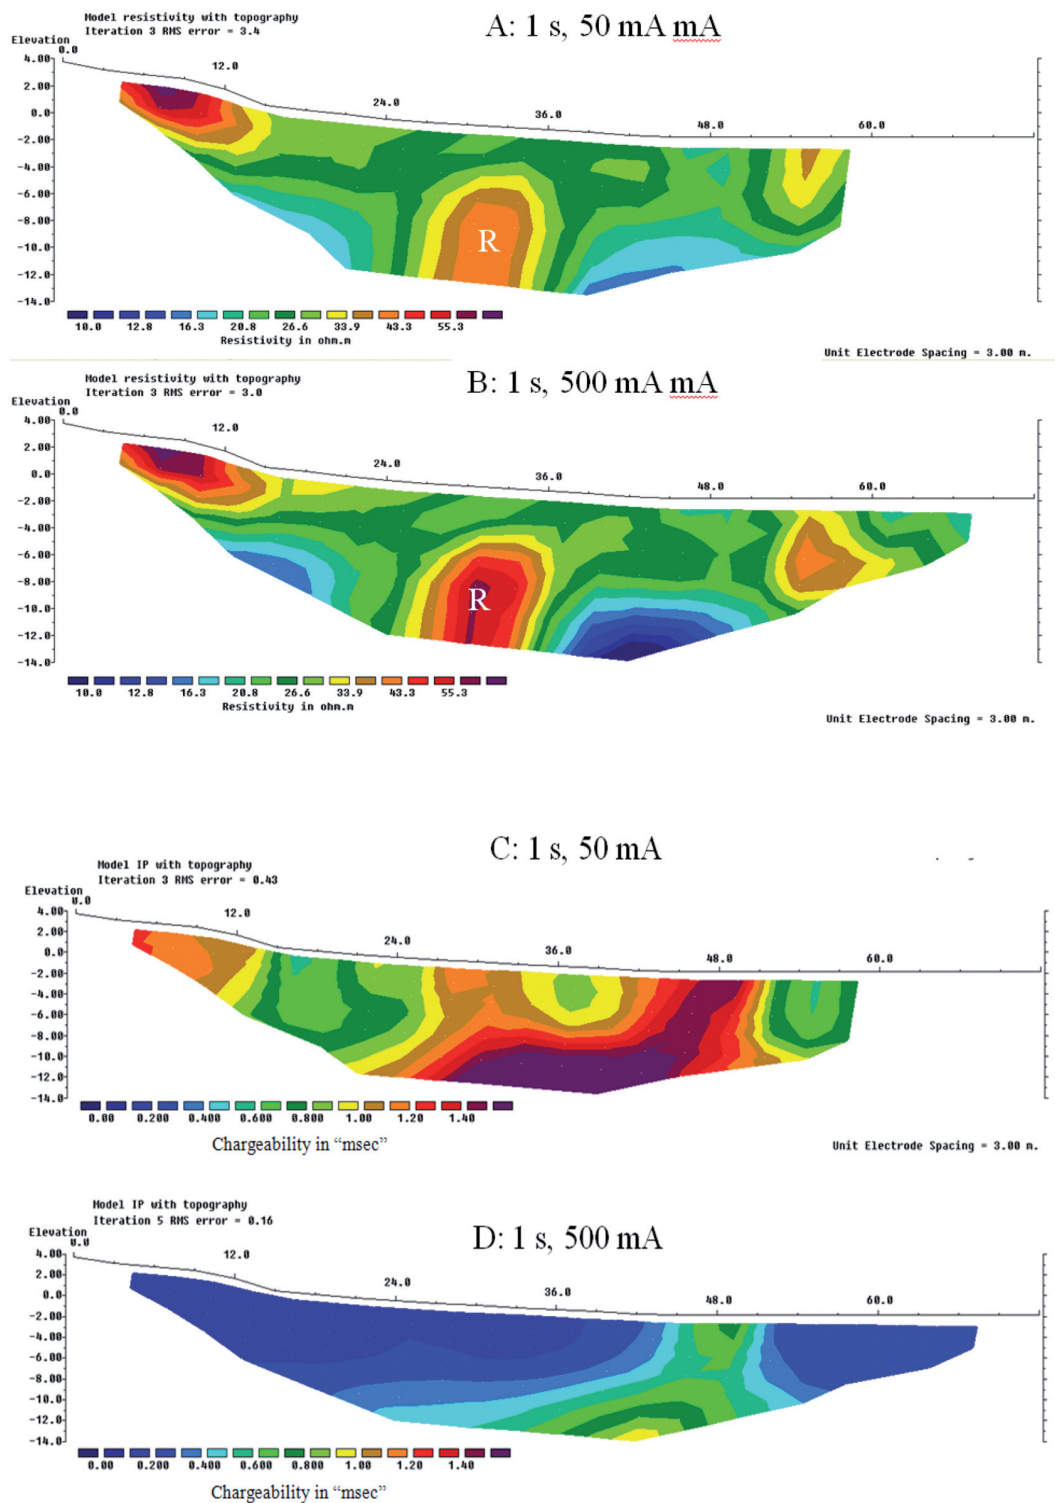 Model resistivity with topography
Iteration 3 RMS error = 3.4
A: 1 s, 50 mA mA
Elevation
0.0
12.0
24.0
36.0
48.0
60.0
4.00
2.00
0.0
-2.00
-4.00
-6.00
-8.00
-10.0
-12.0
-14.0
R
10.0 12.8 16.3 20.8 26.6 33.9 43.3 55.3
Resistivity in ohm.m
Unit Electrode Spacing = 3.00 m.
Model resistivity with topography
Iteration 3 RMS error = 3.0
B: 1 s, 500 mA mA
Elevation
0.0
12.0
24.0
36.0
48.0
60.0
4.00
2.00
0.0
-2.00
-4.00
-6.00
-8.00
-10.0
-12.0
-14.0
R
10.0 12.8 16.3 20.8 26.6 33.9 43.3 55.3
Resistivity in ohm.m
Unit Electrode Spacing = 3.00 m.
C: 1 s, 50 mA
Model IP with topography
Iteration 3 RMS error = 0.43
Elevation
0.0
12.0
24.0
36.0
48.0
60.0
4.00
2.00
0.0
-2.00
-4.00
-6.00
-8.00
-10.0
-12.0
-14.0
0.00 0.200 0.400 0.600 0.800 1.00 1.20 1.40
Chargeability in “msec”
Unit Electrode Spacing = 3.00 m.
Model IP with topography
Iteration 5 RMS error = 0.16
D: 1 s, 500 mA
Elevation
0.0
12.0
24.0
36.0
48.0
60.0
4.00
2.00
0.0
-2.00
-4.00
-6.00
-8.00
-10.0
-12.0
-14.0
0.00 0.200 0.400 0.600 0.800 1.00 1.20 1.40
Chargeability in “msec”